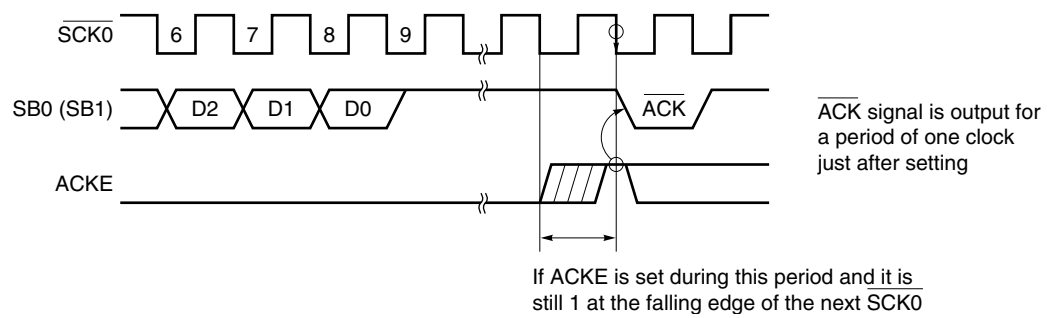 SCK0
6 7 8 9
SB0 (SB1)
D2 D1 D0
ACK
ACK signal is output for
a period of one clock
just after setting
ACKE
If ACKE is set during this period and it is
still 1 at the falling edge of the next SCK0